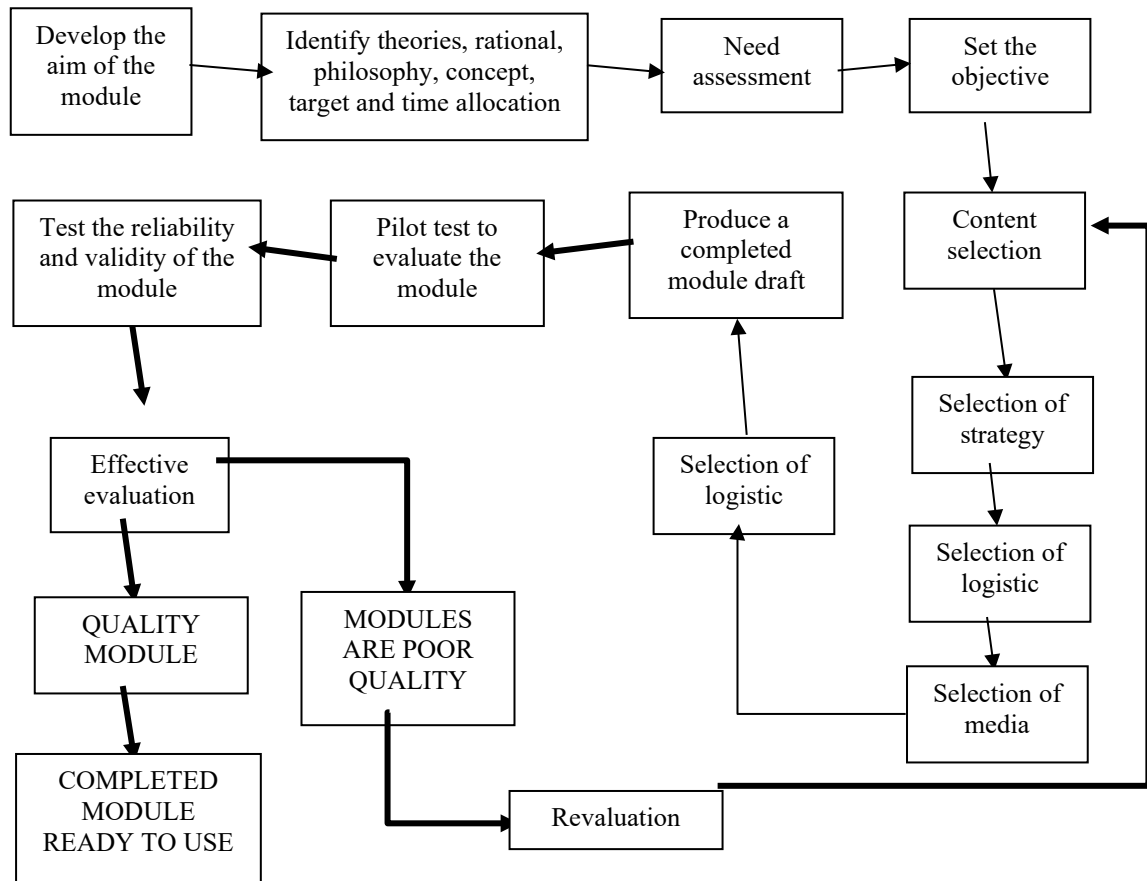 Develop the
aim of the
module
Identify theories, rational,
philosophy, concept,
target and time allocation
Need
assessment
Set the
objective
Test the reliability
and validity of the
module
Pilot test to
evaluate the
module
Produce a
completed
module draft
Content
selection
Selection of
strategy
Effective
evaluation
Selection of
logistic
Selection of
logistic
QUALITY
MODULE
MODULES
ARE POOR
QUALITY
Selection of
media
COMPLETED
MODULE
READY TO USE
Revaluation